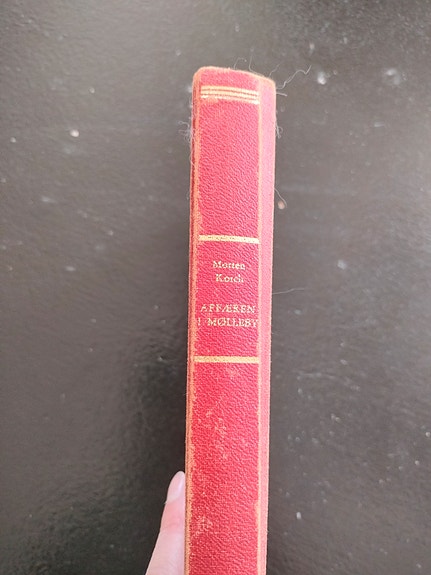 Morten
Korch
AFFÆREN
I MØLLEBY